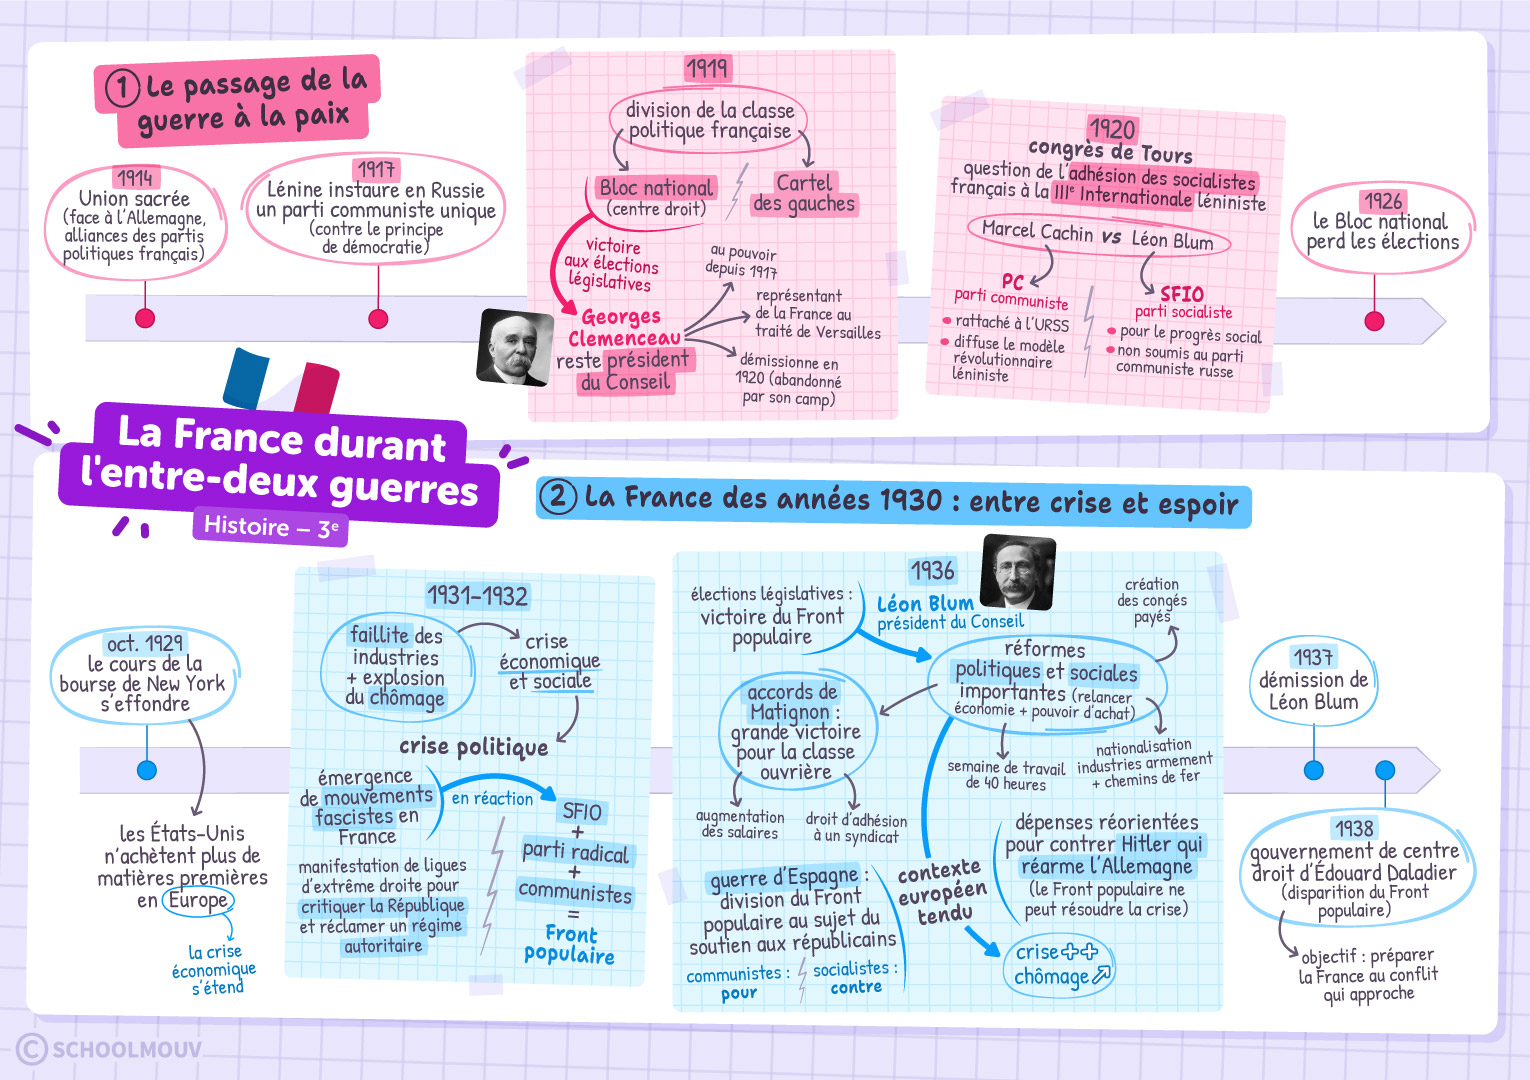 1 Le passage de la
guerre à la paix
1914
Union sacrée
(face à l'Allemagne,
alliances des partis
politiques français)
1917
Lénine instaure en Russie
un parti communiste unique
(contre le principe
de démocratie)
1919
division de la classe
politique française
Bloc national
(centre droit)
Cartel
des gauches
victoire
aux élections
législatives
Georges
Clemenceau
reste président
du Conseil
au pouvoir
depuis 1917
représentant
de la France au
traité de Versailles
démissionne en
1920 (abandonné
par son camp)
1920
congrès de Tours
question de l'adhésion des socialistes
français à la IIIe Internationale léniniste
Marcel Cachin vs Léon Blum
PC
parti communiste
rattaché à l'URSS
diffuse le modèle
révolutionnaire
léniniste
SFIO
parti socialiste
pour le progrès social
non soumis au parti
communiste russe
1926
le Bloc national
perd les élections
La France durant
l'entre-deux guerres
Histoire – 3e
2 La France des années 1930 : entre crise et espoir
oct. 1929
le cours de la
bourse de New York
s'effondre
les États-Unis
n'achètent plus de
matières premières
en Europe
la crise
économique
s'étend
1931-1932
faillite des
industries
+ explosion
du chômage
crise
économique
et sociale
crise politique
émergence
de mouvements
fascistes en
France
en réaction
manifestation de ligues
d'extrême droite pour
critiquer la République
et réclamer un régime
autoritaire
SFIO
+
parti radical
+
communistes
=
Front
populaire
1936
élections législatives :
victoire du Front
populaire
Léon Blum
président du Conseil
réformes
politiques et sociales
importantes (relancer
économie + pouvoir d'achat)
création
des congés
payés
accords de
Matignon :
grande victoire
pour la classe
ouvrière
augmentation
des salaires
droit d'adhésion
à un syndicat
semaine de travail
de 40 heures
nationalisation
industries armement
+ chemins de fer
guerre d'Espagne :
division du Front
populaire au sujet du
soutien aux républicains
communistes :
pour
socialistes :
contre
contexte
européen
tendu
dépenses réorientées
pour contrer Hitler qui
réarme l'Allemagne
(le Front populaire ne
peut résoudre la crise)
crise++
chômage
1937
démission de
Léon Blum
1938
gouvernement de centre
droit d'Édouard Daladier
(disparition du Front
populaire)
objectif : préparer
la France au conflit
qui approche
© SCHOOLMOUV